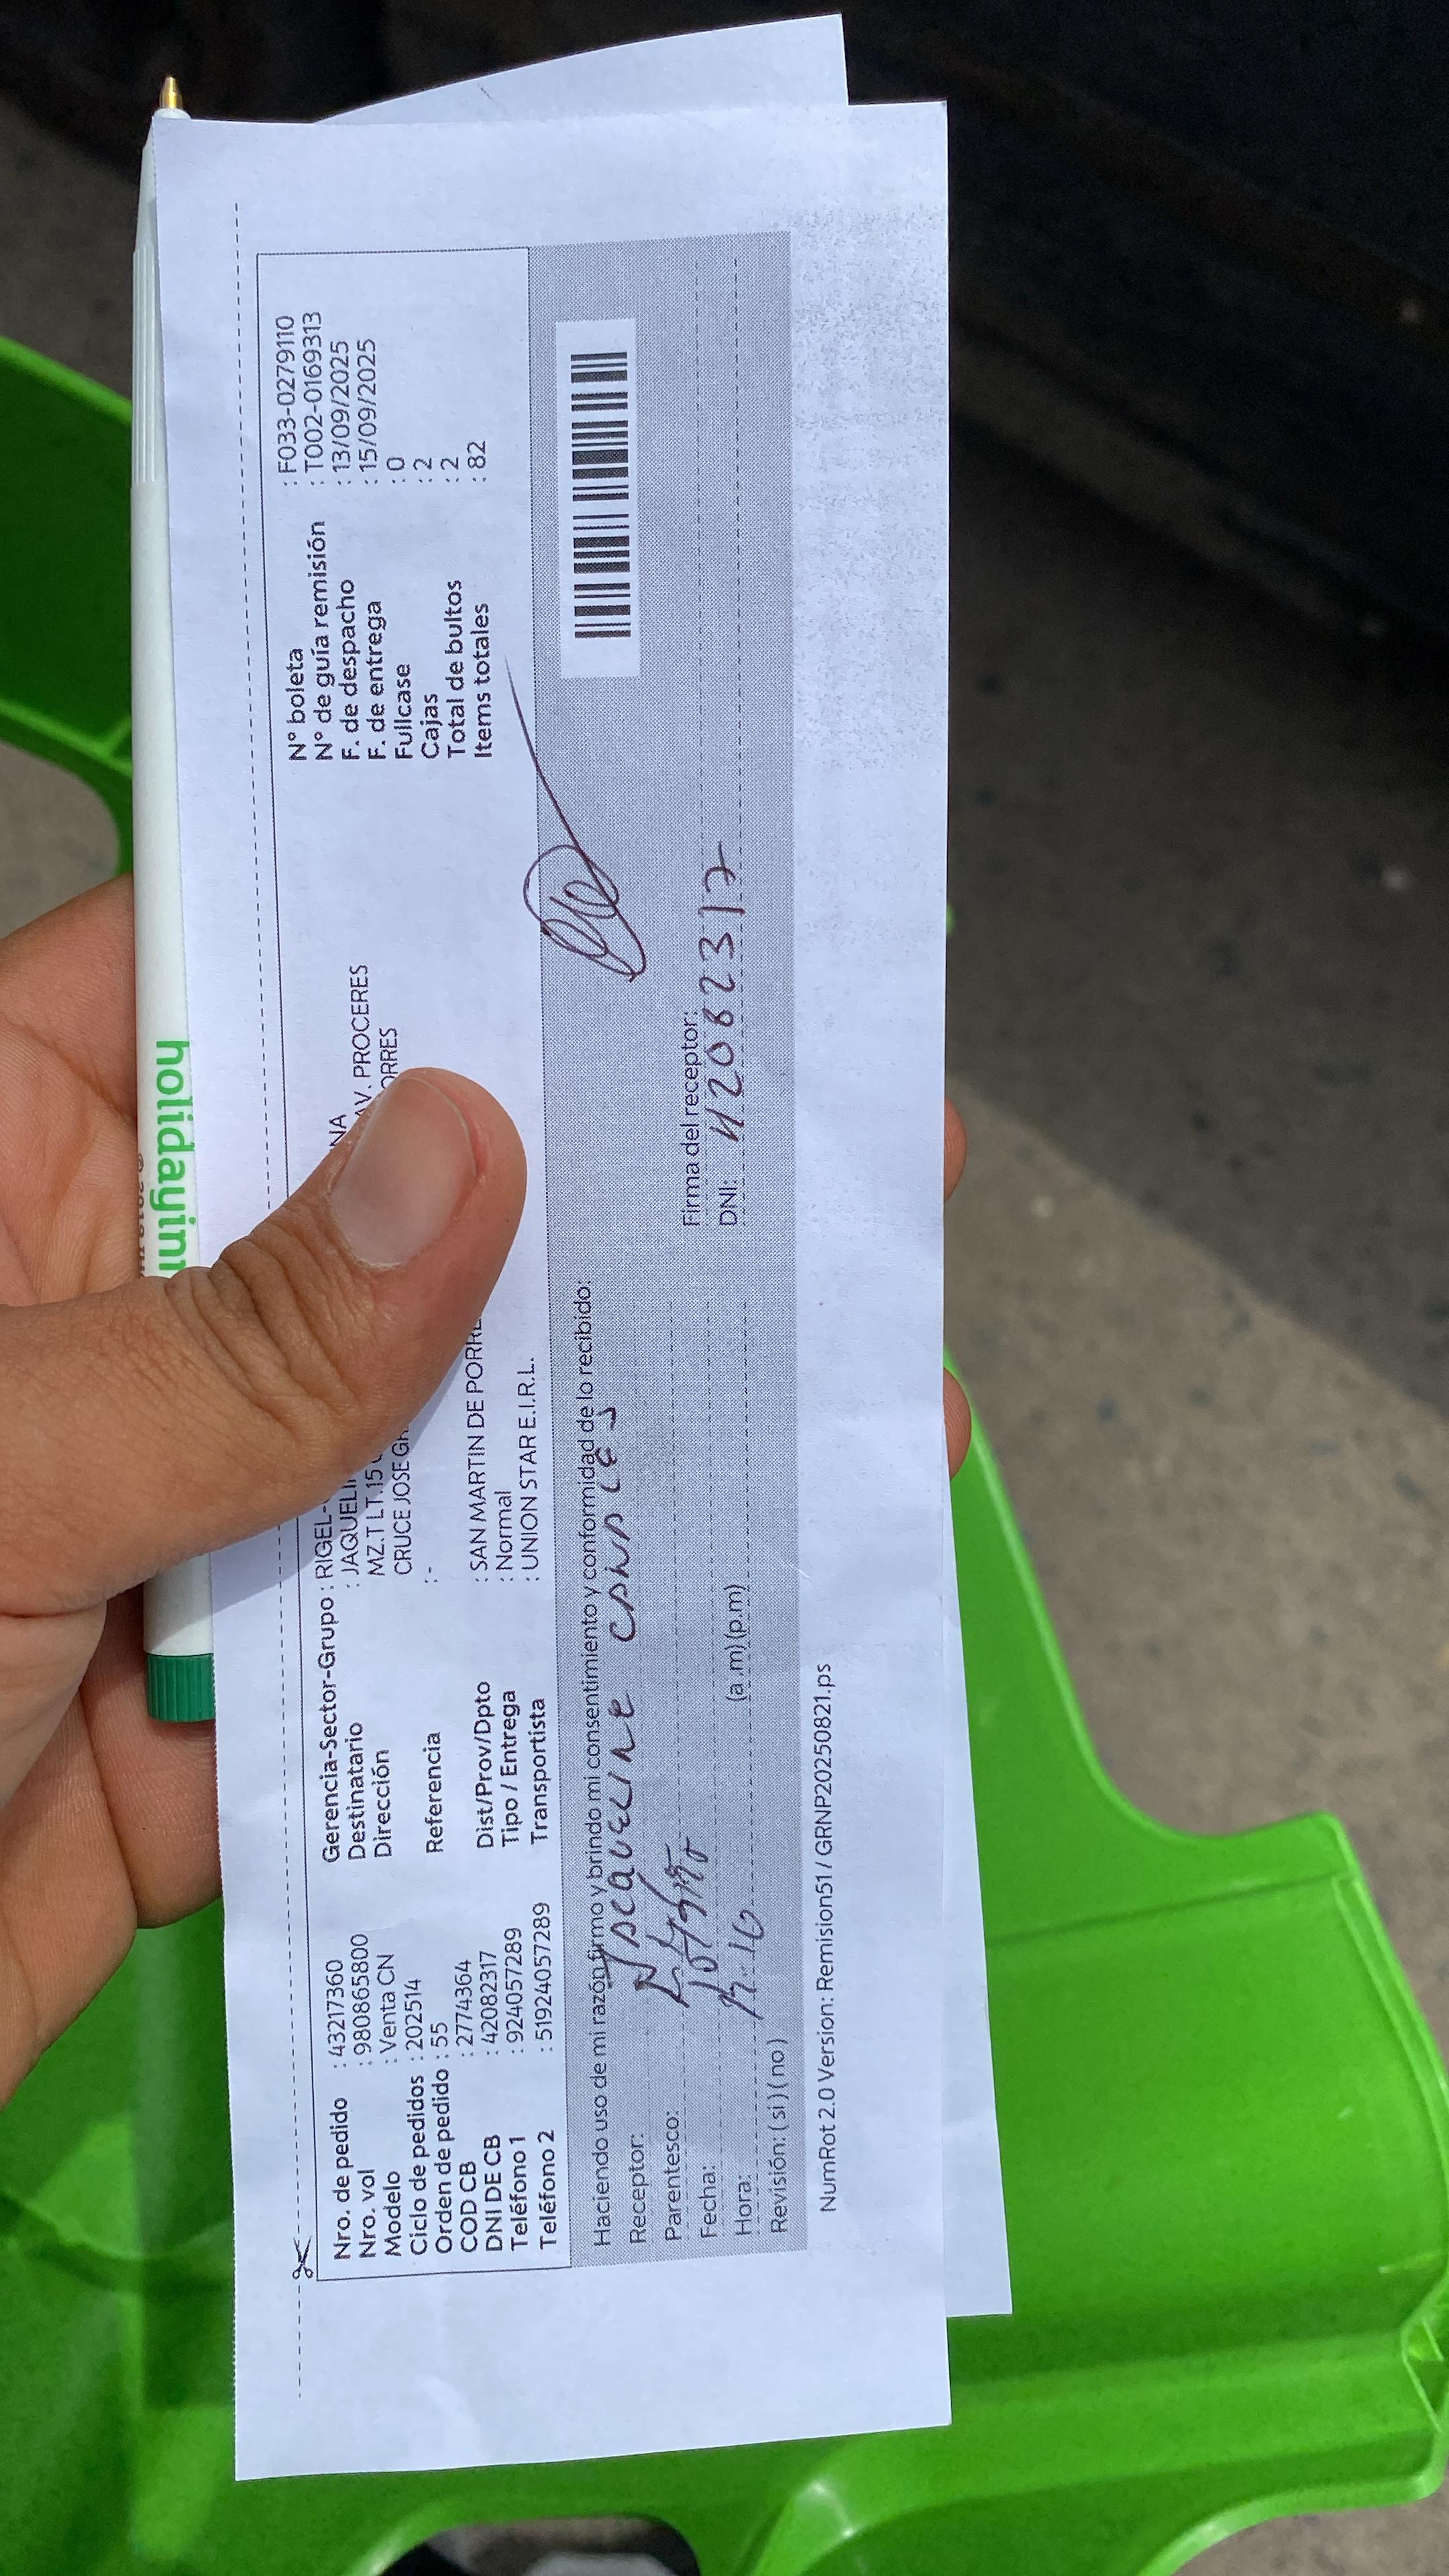 holidayinn
Nro. de pedido : 43217360
Nro. vol : 980865800
Modelo : Venta CN
Ciclo de pedidos : 202514
Orden de pedido : 55
COD CB : 2774364
DNI DE CB : 42082317
Teléfono 1 : 924057289
Teléfono 2 : 51924057289
Gerencia-Sector-Grupo : RIGEL- NA
Destinatario : JAQUELI
Dirección MZ.T LT.15 AV. PROCERES
CRUCE JOSE ORRES
Referencia : -
Dist/Prov/Dpto : SAN MARTIN DE PORRE
Tipo / Entrega : Normal
Transportista : UNION STAR E.I.R.L.
N° boleta : F033-0279110
N° de guía remisión : T002-0169313
F. de despacho : 13/09/2025
F. de entrega : 15/09/2025
Fullcase : 0
Cajas : 2
Total de bultos : 2
Items totales : 82
Haciendo uso de mi razón firmo y brindo mi consentimiento y conformidad de lo recibido:
Receptor:
Parentesco:
Fecha:
Hora: (a.m) (p.m)
Revisión: ( si ) ( no )
Firma del receptor:
DNI:
NumRot 2.0 Version: Remision51 / GRNP20250821.ps